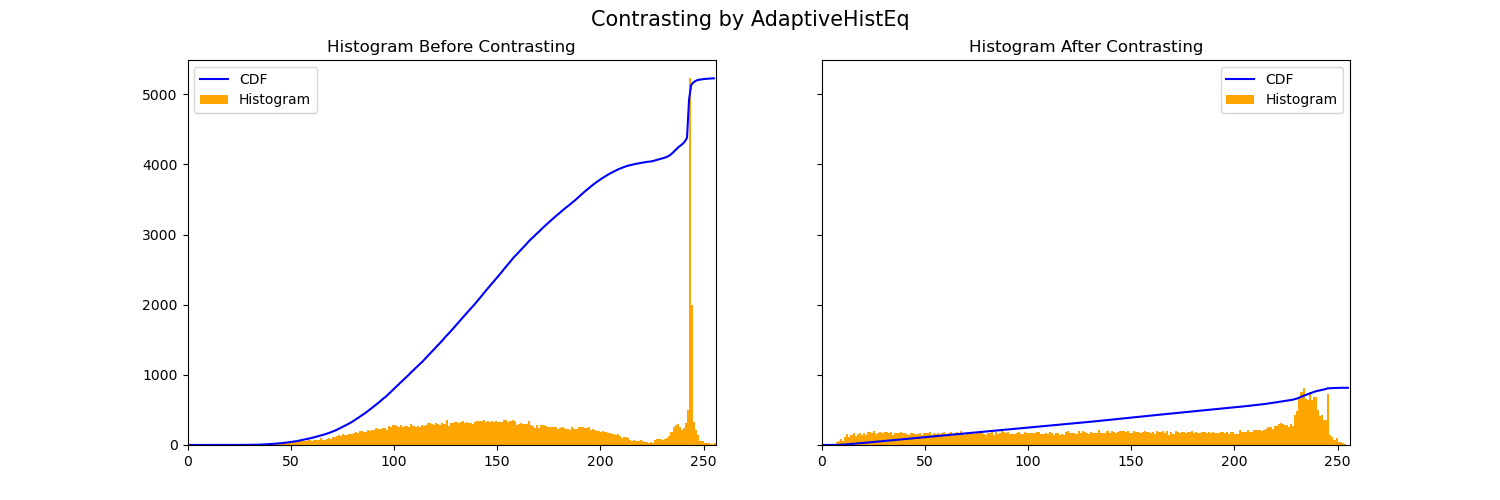 Contrasting by AdaptiveHistEq
Histogram Before Contrasting
CDF
Histogram
5000
4000
3000
2000
1000
0
0 50 100 150 200 250
Histogram After Contrasting
CDF
Histogram
0 50 100 150 200 250